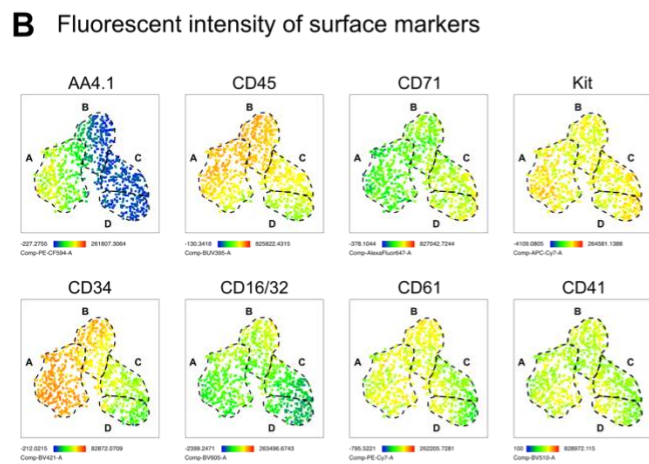 B Fluorescent intensity of surface markers
AA4.1 CD45 CD71 Kit
B B B B
A C A C A C A C
D D D D
-227.2755 261807.3064 -130.3418 825822.4315 -378.1044 827042.7244 -4109.0805 264581.1388
Comp-PE-CF594-A Comp-BUV395-A Comp-AlexaFluor647-A Comp-APC-Cy7-A
CD34 CD16/32 CD61 CD41
B B B B
A C A C A C A C
D D D D
-212.0215 82872.0709 -2399.2471 263496.6743 -795.5221 262205.7281 100 828972.115
Comp-BV421-A Comp-BV605-A Comp-PE-Cy7-A Comp-BV510-A